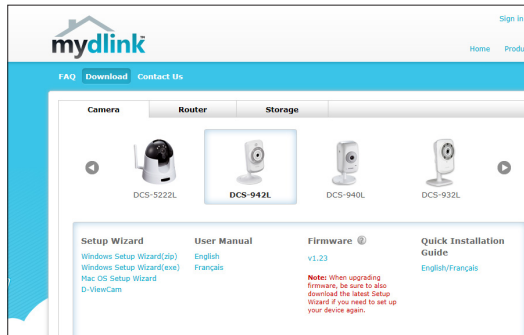 Sign in
mydlink
Home Produ
FAQ Download Contact Us
Camera Router Storage
DCS-5222L DCS-942L DCS-940L DCS-932L
Setup Wizard
Windows Setup Wizard(zip)
Windows Setup Wizard(exe)
Mac OS Setup Wizard
D-ViewCam
User Manual
English
Français
Firmware ?
v1.23
Note: When upgrading
firmware, be sure to also
download the latest Setup
Wizard if you need to set up
your device again.
Quick Installation
Guide
English/Français